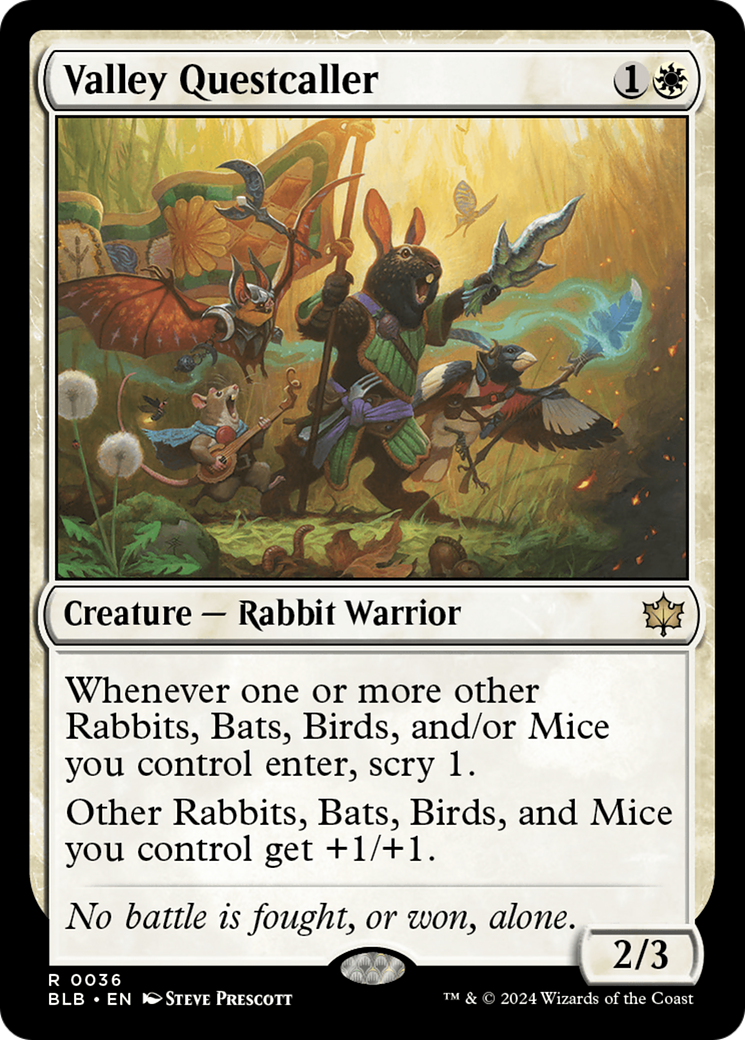 Valley Questcaller 1
Creature — Rabbit Warrior
Whenever one or more other
Rabbits, Bats, Birds, and/or Mice
you control enter, scry 1.
Other Rabbits, Bats, Birds, and Mice
you control get +1/+1.
No battle is fought, or won, alone.
2/3
R 0036
BLB • EN Steve Prescott
™ & © 2024 Wizards of the Coast